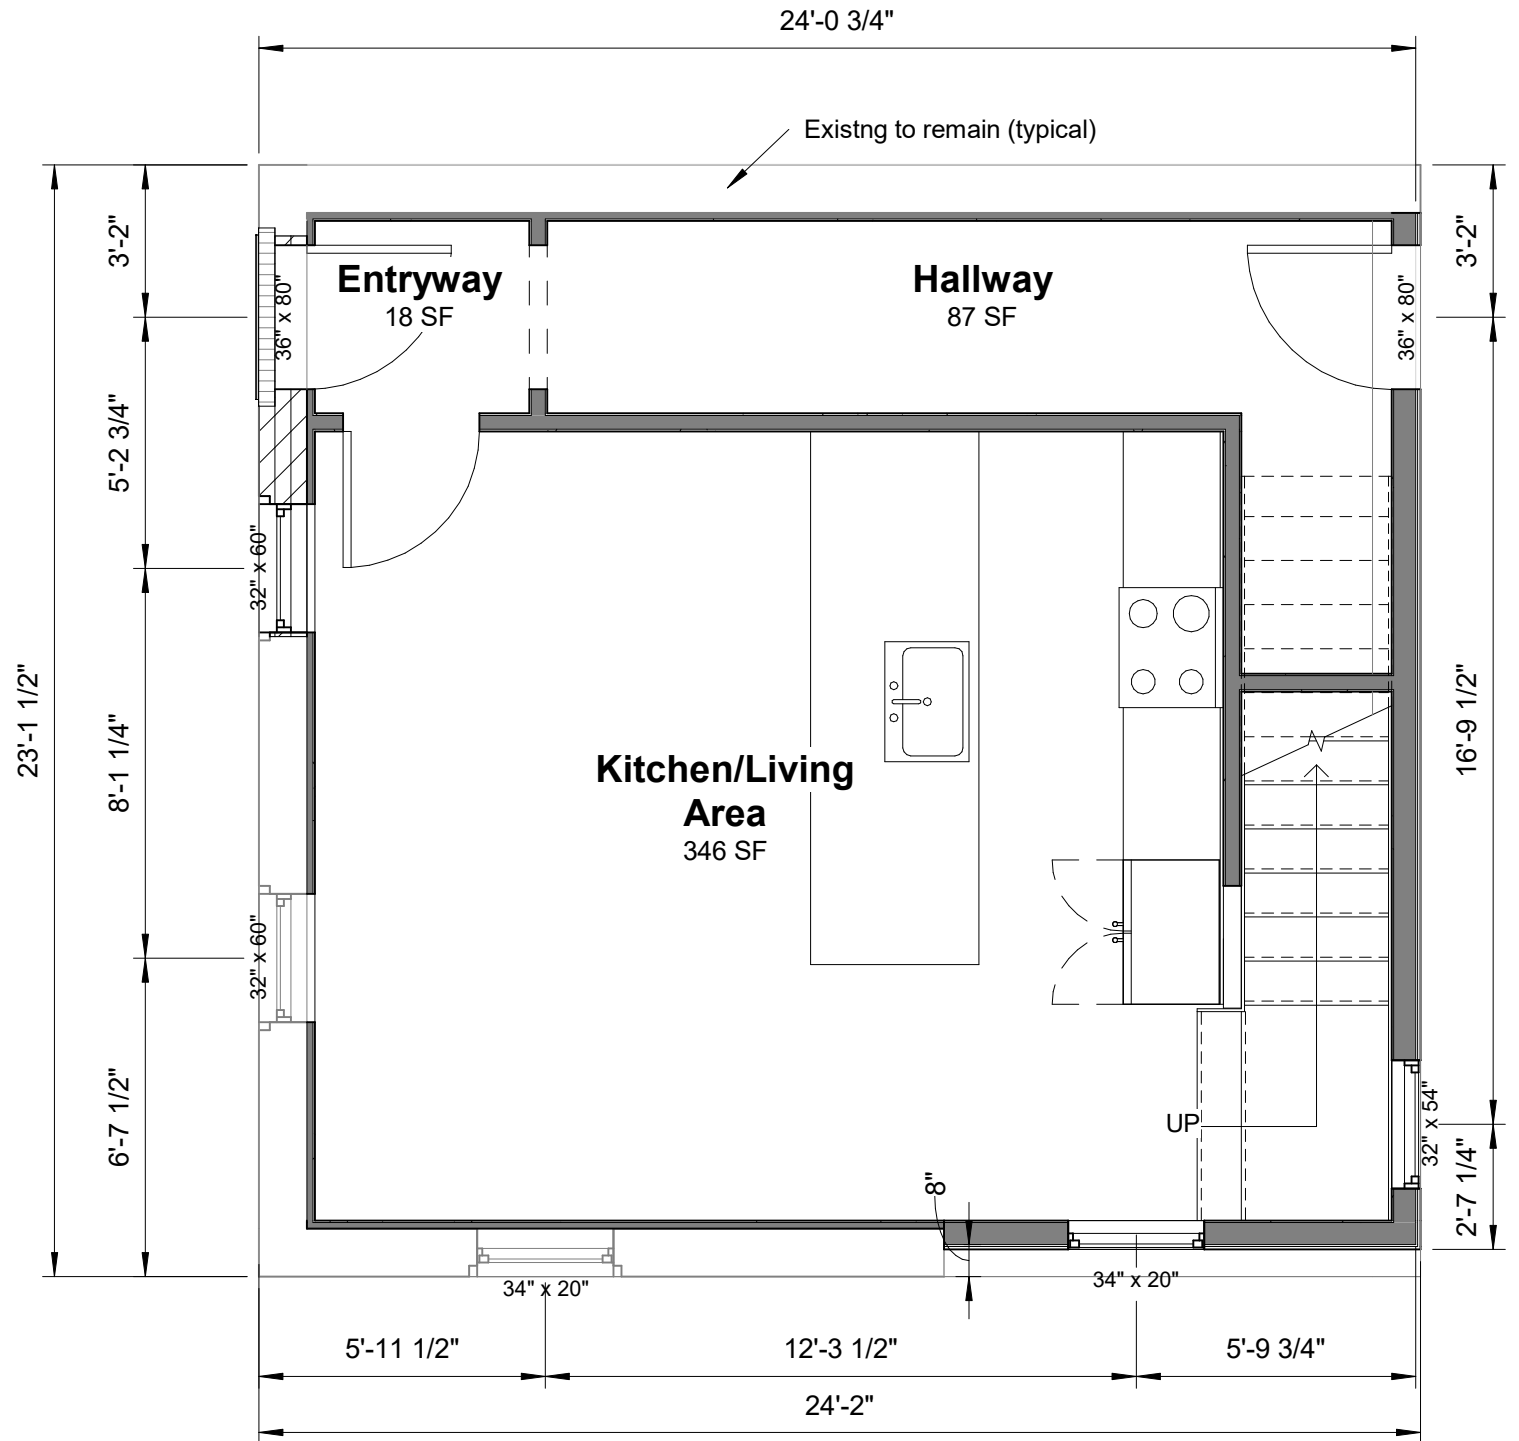 24'-0 3/4"
Existng to remain (typical)
3'-2"
3'-2"
Entryway
18 SF
Hallway
87 SF
36" x 80"
36" x 80"
5'-2 3/4"
32" x 60"
23'-1 1/2"
8'-1 1/4"
16'-9 1/2"
Kitchen/Living
Area
346 SF
32" x 60"
6'-7 1/2"
UP
32" x 54"
2'-7 1/4"
8"
34" x 20"
34" x 20"
5'-11 1/2"
12'-3 1/2"
5'-9 3/4"
24'-2"